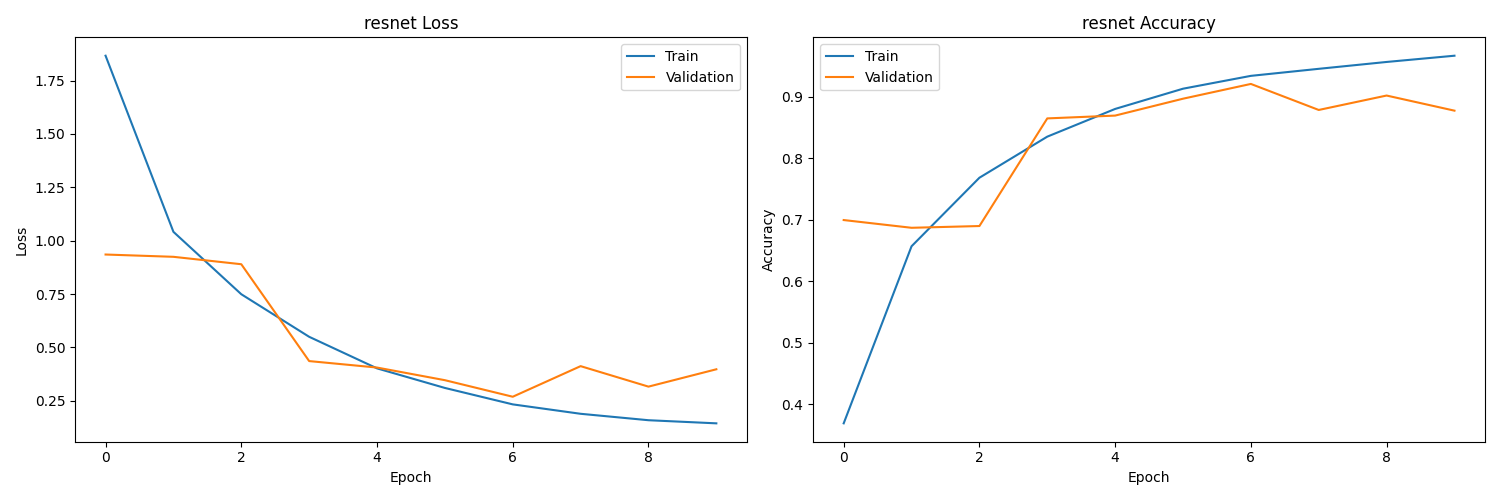 resnet Loss
Train
Validation
1.75
1.50
1.25
1.00
0.75
0.50
0.25
Loss
0
2
4
6
8
Epoch
resnet Accuracy
Train
Validation
0.9
0.8
0.7
0.6
0.5
0.4
Accuracy
0
2
4
6
8
Epoch